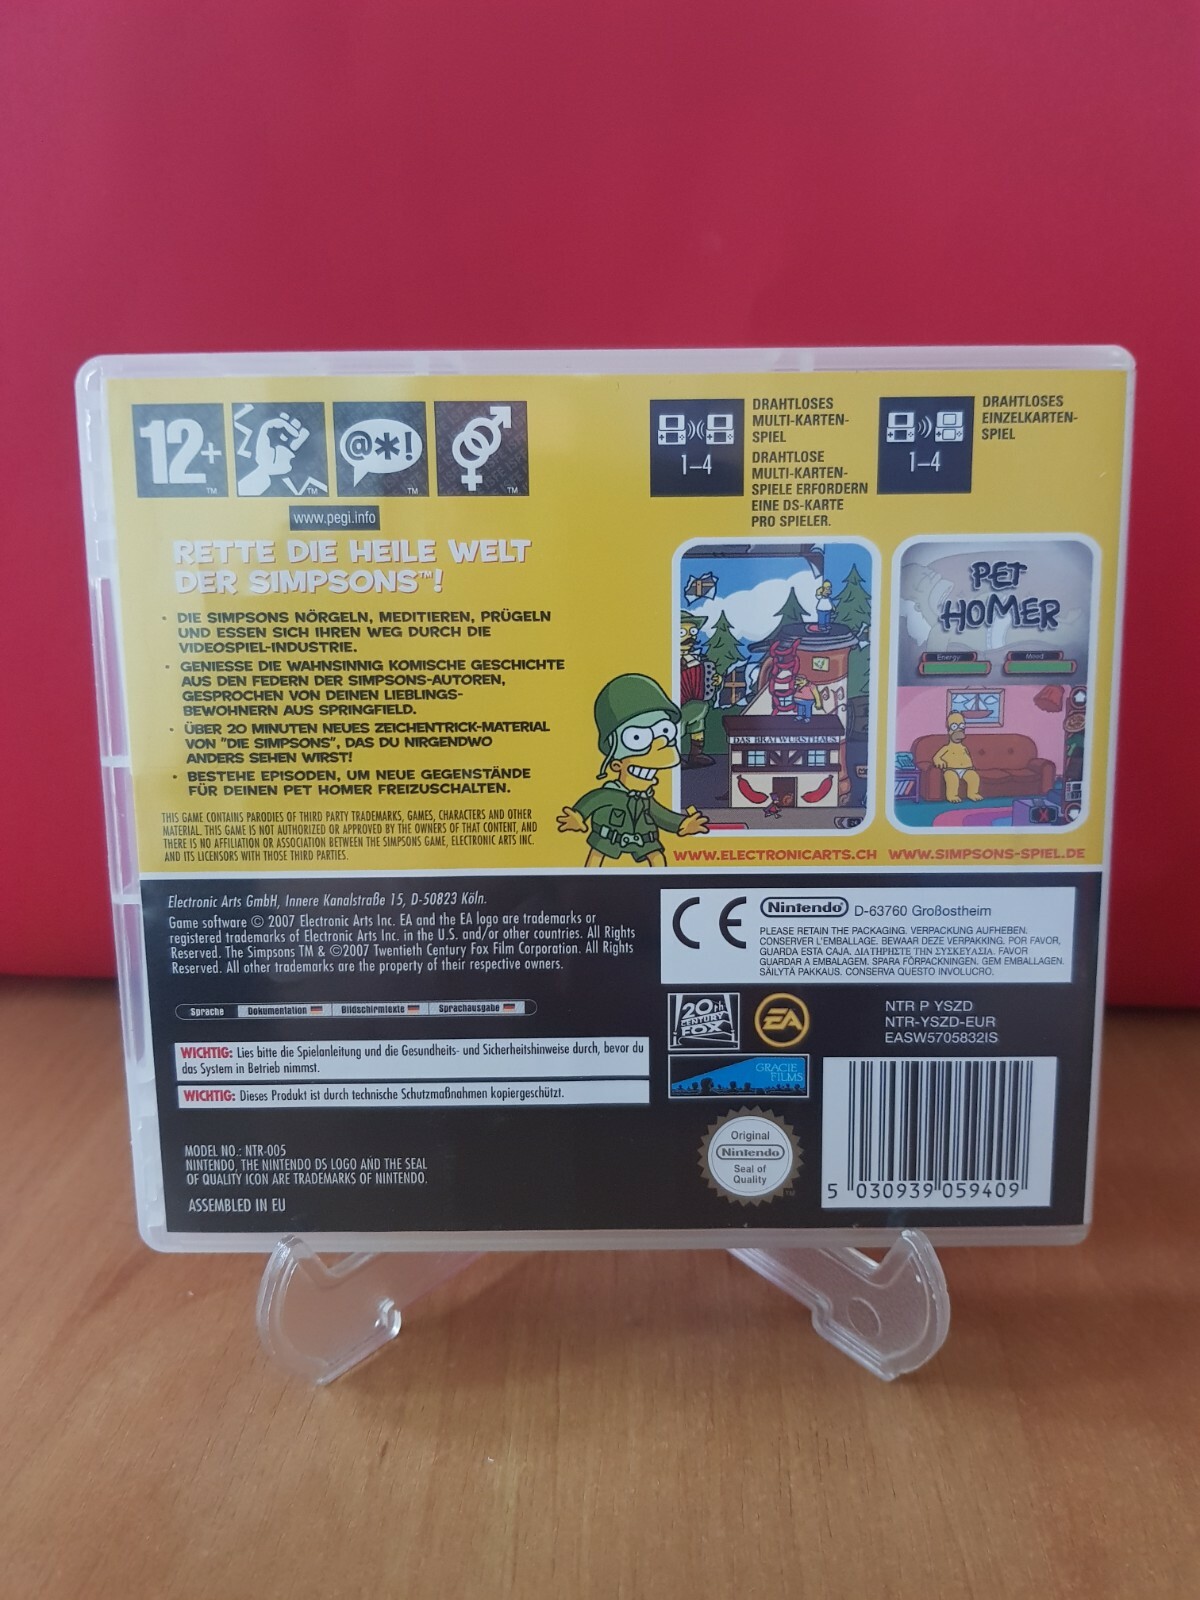 12+
TM
TM
@*!
TM
TM
www.pegi.info
1-4
DRAHTLOSES
MULTI-KARTEN-
SPIEL
DRAHTLOSE
MULTI-KARTEN-
SPIELE ERFORDERN
EINE DS-KARTE
PRO SPIELER.
1-4
DRAHTLOSES
EINZELKARTEN-
SPIEL
RETTE DIE HEILE WELT
DER SIMPSONS™!
• DIE SIMPSONS NÖRGELN, MEDITIEREN, PRÜGELN
UND ESSEN SICH IHREN WEG DURCH DIE
VIDEOSPIEL-INDUSTRIE.
• GENIESSE DIE WAHNSINNIG KOMISCHE GESCHICHTE
AUS DEN FEDERN DER SIMPSONS-AUTOREN,
GESPROCHEN VON DEINEN LIEBLINGS-
BEWOHNERN AUS SPRINGFIELD.
• ÜBER 20 MINUTEN NEUES ZEICHENTRICK-MATERIAL
VON "DIE SIMPSONS", DAS DU NIRGENDWO
ANDERS SEHEN WIRST!
• BESTEHE EPISODEN, UM NEUE GEGENSTÄNDE
FÜR DEINEN PET HOMER FREIZUSCHALTEN.
THIS GAME CONTAINS PARODIES OF THIRD PARTY TRADEMARKS, GAMES, CHARACTERS AND OTHER
MATERIAL. THIS GAME IS NOT AUTHORIZED OR APPROVED BY THE OWNERS OF THAT CONTENT, AND
THERE IS NO AFFILIATION OR ASSOCIATION BETWEEN THE SIMPSONS GAME, ELECTRONIC ARTS INC.
AND ITS LICENSORS WITH THOSE THIRD PARTIES.
DAS BRATWURSTHAUS
PET
HOMER
Energy
Mood
WWW.ELECTRONICARTS.CH
WWW.SIMPSONS-SPIEL.DE
Electronic Arts GmbH, Innere Kanalstraße 15, D-50823 Köln.
Game software © 2007 Electronic Arts Inc. EA and the EA logo are trademarks or
registered trademarks of Electronic Arts Inc. in the U.S. and/or other countries. All Rights
Reserved. The Simpsons TM & ©2007 Twentieth Century Fox Film Corporation. All Rights
Reserved. All other trademarks are the property of their respective owners.
Sprache
Dokumentation
Bildschirmtexte
Sprachausgabe
WICHTIG: Lies bitte die Spielanleitung und die Gesundheits- und Sicherheitshinweise durch, bevor du
das System in Betrieb nimmst.
WICHTIG: Dieses Produkt ist durch technische Schutzmaßnahmen kopiergeschützt.
MODEL NO.: NTR-005
NINTENDO, THE NINTENDO DS LOGO AND THE SEAL
OF QUALITY ICON ARE TRADEMARKS OF NINTENDO.
ASSEMBLED IN EU
CE
Nintendo® D-63760 Großostheim
PLEASE RETAIN THE PACKAGING. VERPACKUNG AUFHEBEN.
CONSERVER L'EMBALLAGE. BEWAAR DEZE VERPAKKING. POR FAVOR,
GUARDA ESTA CAJA. ΔΙΑΤΗΡΗΣΤΕ ΤΗΝ ΣΥΣΚΕΥΑΣΙΑ. FAVOR
GUARDAR A EMBALAGEM. SPARA FÖRPACKNINGEN. GEM EMBALLAGEN.
SÄILYTÄ PAKKAUS. CONSERVA QUESTO INVOLUCRO.
20th
CENTURY
FOX
EA
NTR P YSZD
NTR-YSZD-EUR
EASW5705832IS
GRACIE
FILMS
Original
Nintendo
Seal of
Quality
TM
5 030939 059409